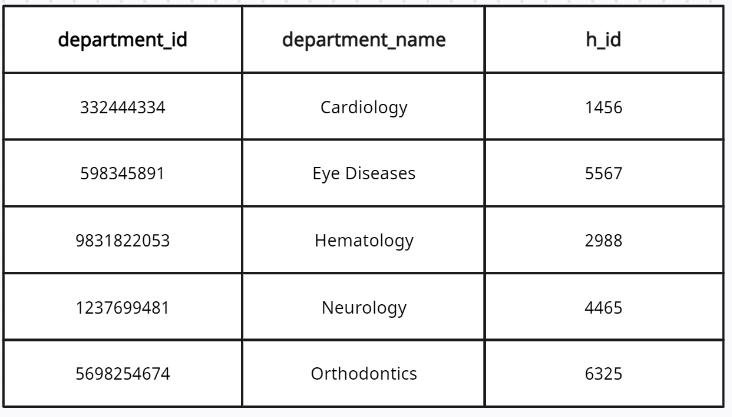 department_id department_name h_id
332444334 Cardiology 1456
598345891 Eye Diseases 5567
9831822053 Hematology 2988
1237699481 Neurology 4465
5698254674 Orthodontics 6325